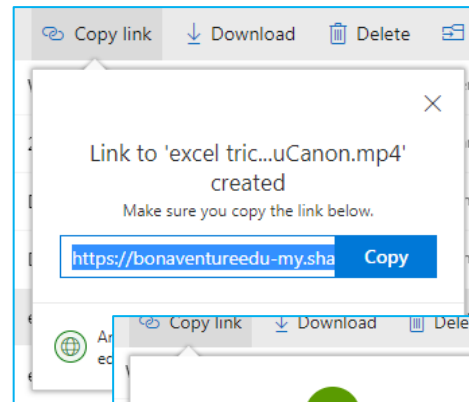 Copy link Download Delete
Link to 'excel tric...uCanon.mp4'
created
Make sure you copy the link below.
https://bonaventureedu-my.sha Copy
Copy link Download Dele